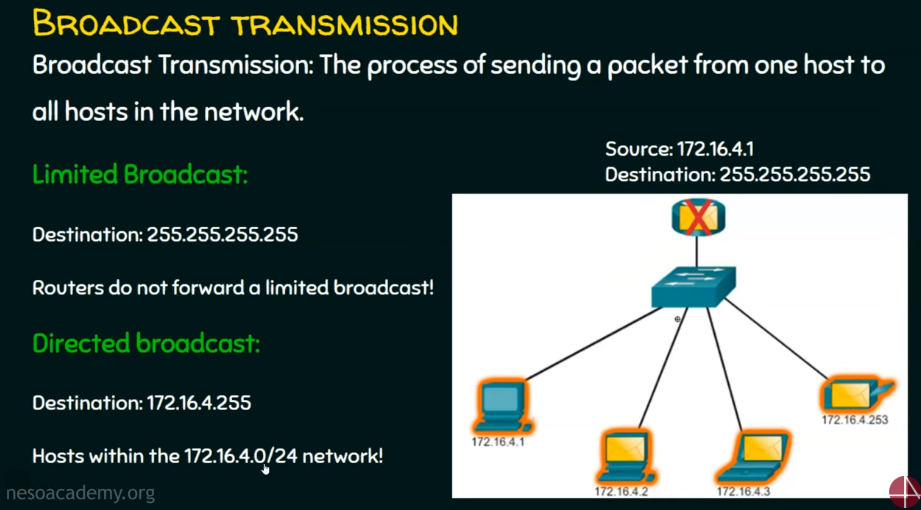 BROADCAST TRANSMISSION
Broadcast Transmission: The process of sending a packet from one host to
all hosts in the network.
Limited Broadcast:
Destination: 255.255.255.255
Routers do not forward a limited broadcast!
Directed broadcast:
Destination: 172.16.4.255
Hosts within the 172.16.4.0/24 network!
Source: 172.16.4.1
Destination: 255.255.255.255
172.16.4.1
172.16.4.2
172.16.4.3
172.16.4.253
nesoacademy.org